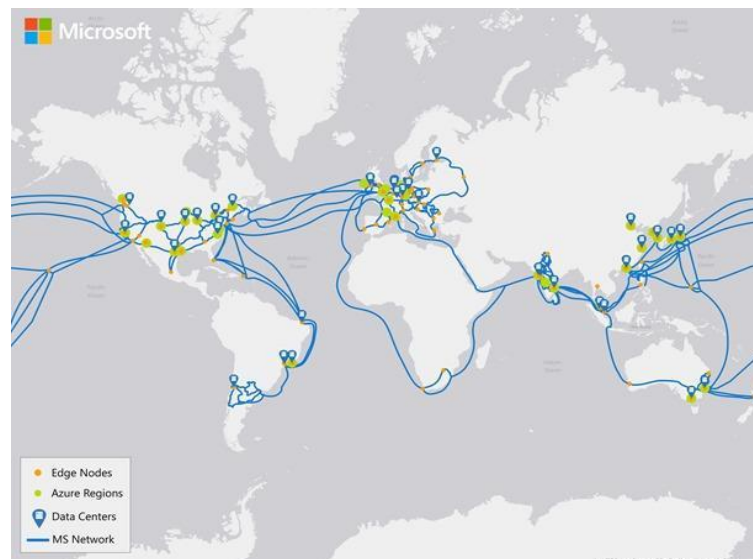 Microsoft
Edge Nodes
Azure Regions
Data Centers
MS Network